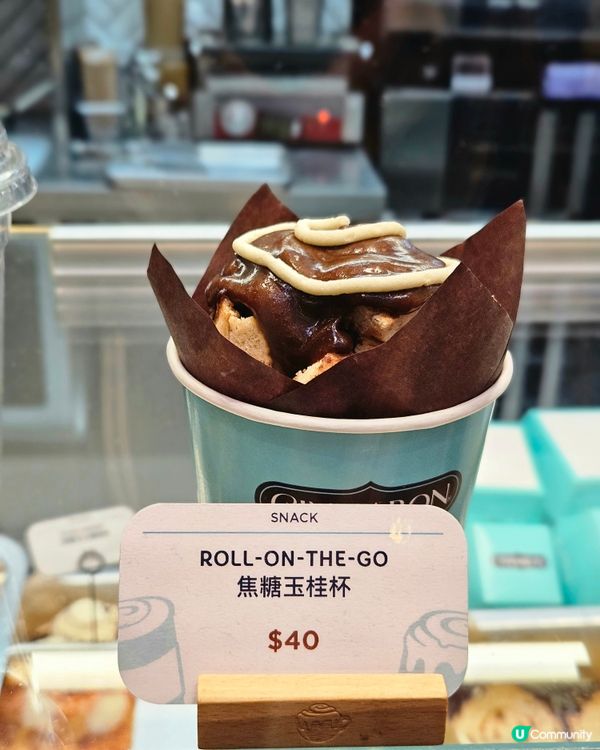 SNACK
ROLL-ON-THE-GO
焦糖玉桂杯
$40
U Community